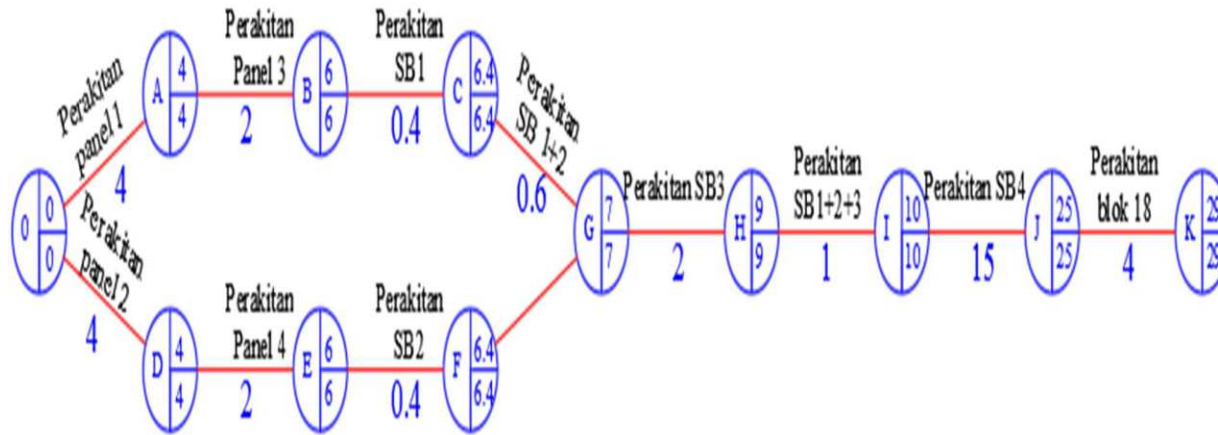 Perakitan
panel 1
4
Perakitan
panel 2
4
0
0
0
A
4
4
Perakitan
Panel 3
2
B
6
6
Perakitan
SB1
0.4
C
6.4
6.4
Perakitan
SB 1+2
0.6
D
4
4
Perakitan
Panel 4
2
E
6
6
Perakitan
SB2
0.4
F
6.4
6.4
G
7
7
Perakitan SB3
2
H
9
9
Perakitan
SB1+2+3
1
I
10
10
Perakitan SB4
15
J
25
25
Perakitan
blok 18
4
K
29
29